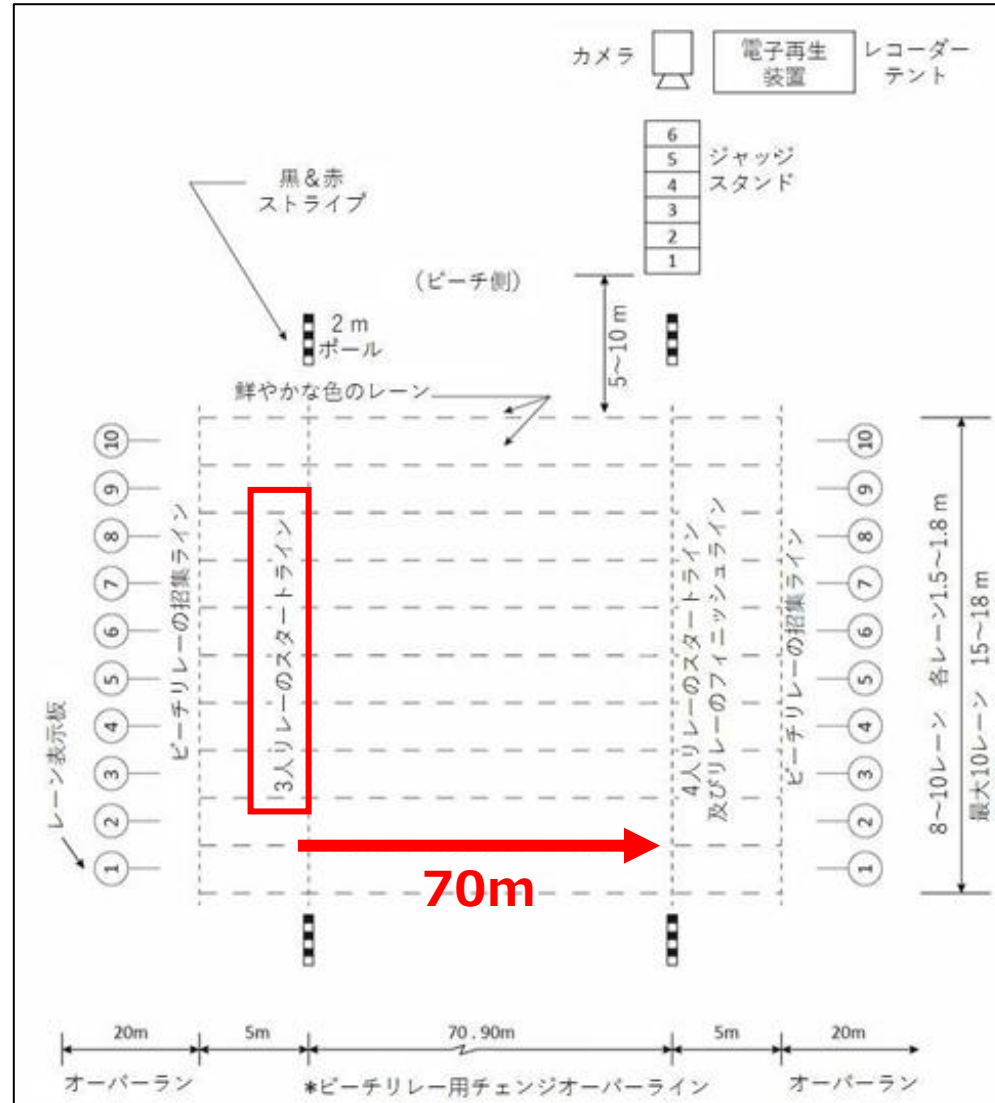 カメラ
電子再生
装置
レコーダー
テント
6
5
4
3
2
1
ジャッジ
スタンド
黒&赤
ストライプ
(ビーチ側)
2 m
ポール
5～10 m
鮮やかな色のレーン
10
9
8
7
6
5
4
3
2
1
レーン表示板
ビーチリレーの招集ライン
3人リレーのスタートライン
4人リレーのスタートライン
及びリレーのフィニッシュライン
ビーチリレーの招集ライン
10
9
8
7
6
5
4
3
2
1
8～10レーン 各レーン1.5～1.8m
最大10レーン 15～18 m
70m
20m
5m
70 . 90m
5m
20m
オーバーラン
*ビーチリレー用チェンジオーバーライン
オーバーラン